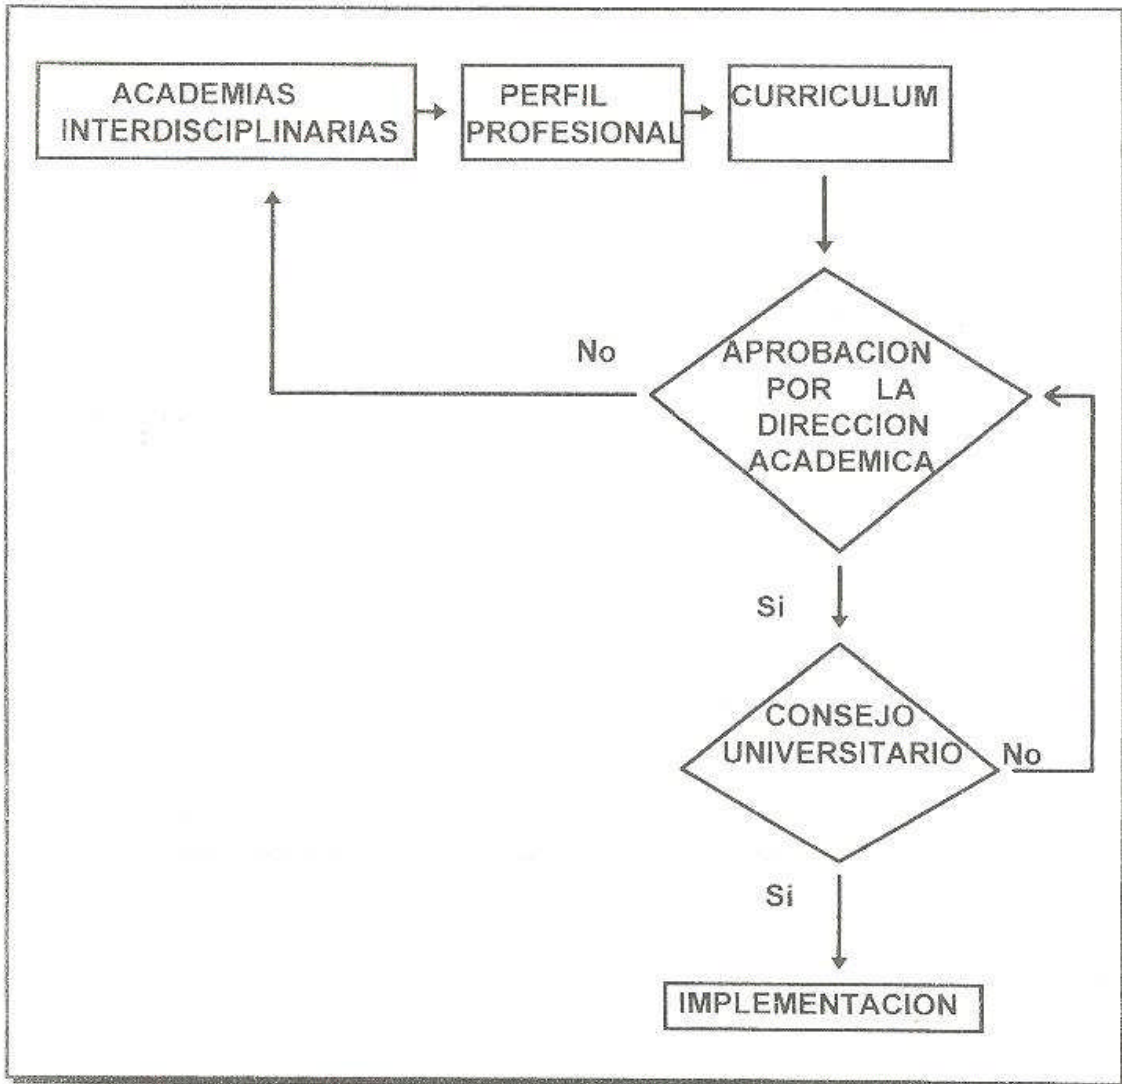 ACADEMIAS
INTERDISCIPLINARIAS
PERFIL
PROFESIONAL
CURRICULUM
No
APROBACION
POR LA
DIRECCION
ACADEMICA
Si
CONSEJO
UNIVERSITARIO
No
Si
IMPLEMENTACION